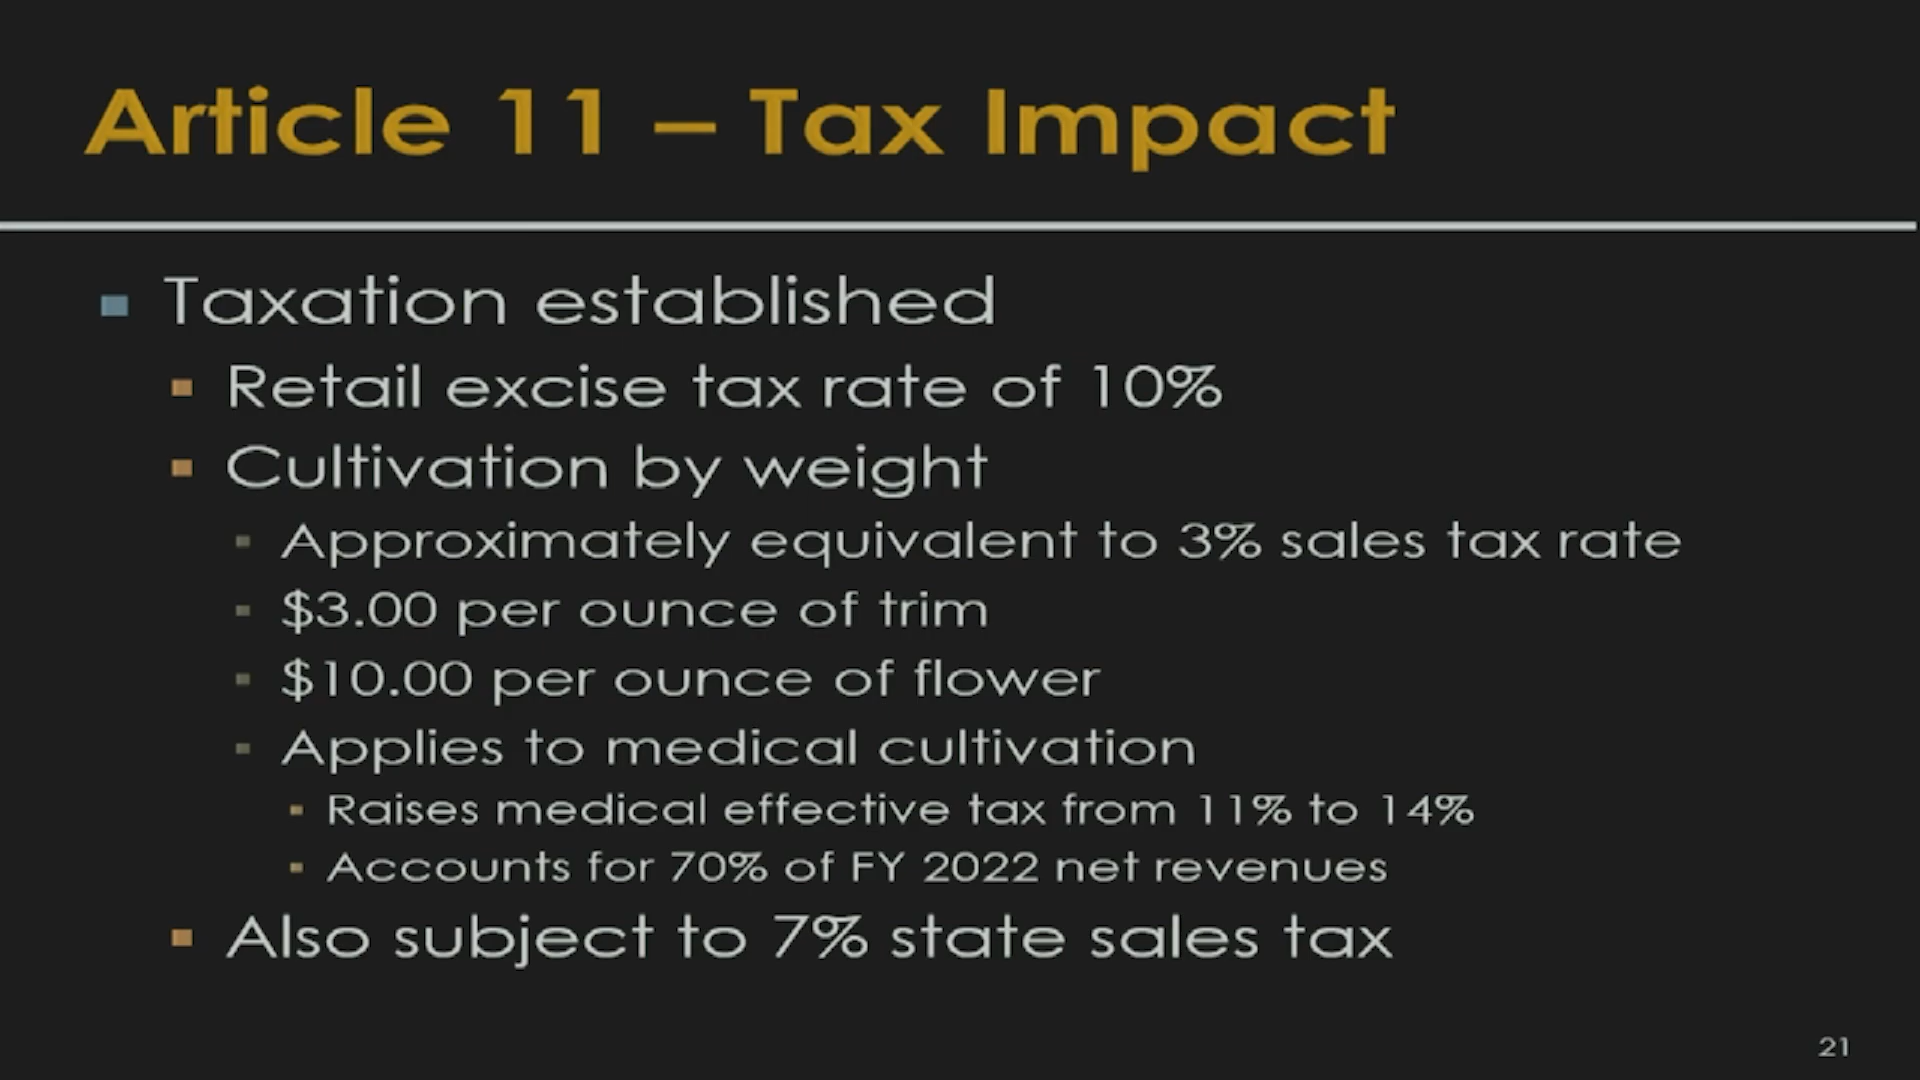 Article 11 – Tax Impact
Taxation established
Retail excise tax rate of 10%
Cultivation by weight
Approximately equivalent to 3% sales tax rate
$3.00 per ounce of trim
$10.00 per ounce of flower
Applies to medical cultivation
Raises medical effective tax from 11% to 14%
Accounts for 70% of FY 2022 net revenues
Also subject to 7% state sales tax
21